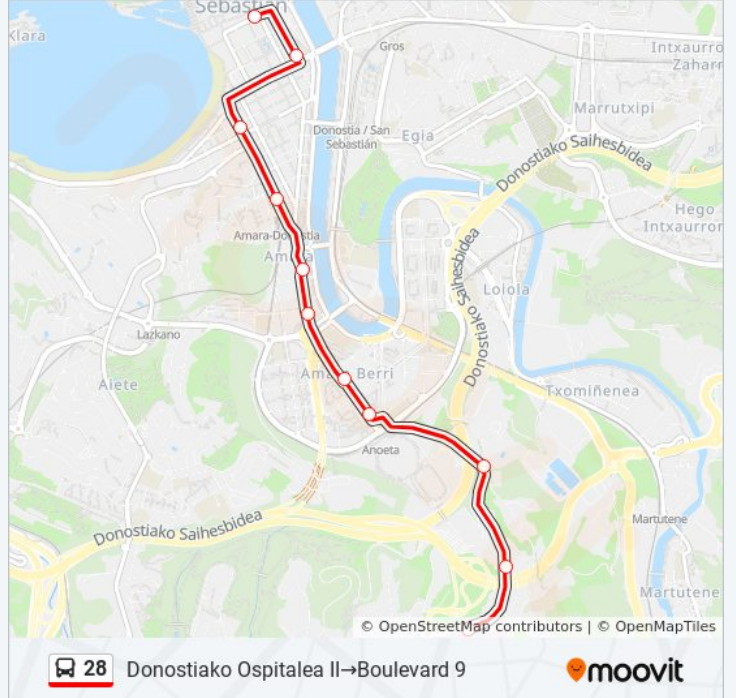 Sebastián
Klara
Gros
Intxaurro
Zaharr
Marrutxipi
Donostia / San
Sebastián
Egia
Donostiako Saihesbidea
Hego
Intxaurror
Amara-Donostia
Amara
Donostiako Saihesbidea
Loiola
Lazkano
Aiete
Amara Berri
Txomiñenea
Anoeta
Donostiako Saihesbidea
Martutene
Martutene
© OpenStreetMap contributors | © OpenMapTiles
28 Donostiako Ospitalea II→Boulevard 9
moovit